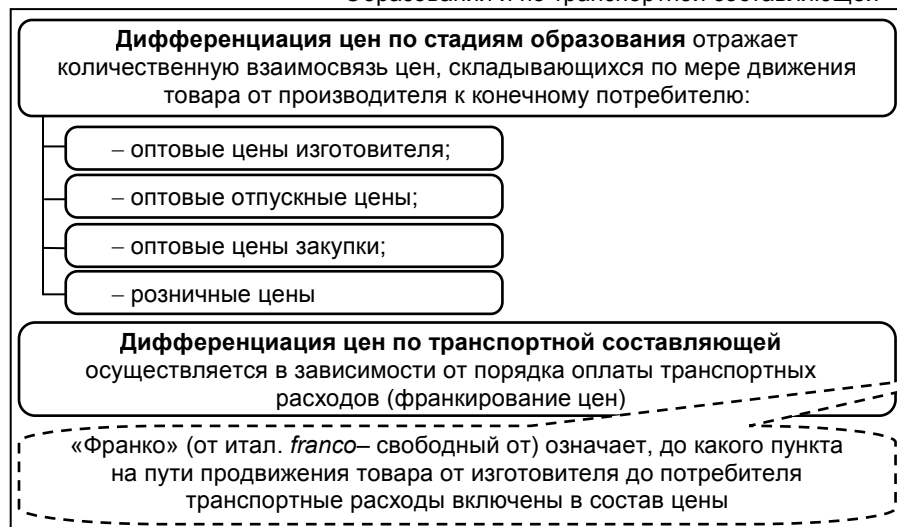 Дифференциация цен по стадиям образования отражает
количественную взаимосвязь цен, складывающихся по мере движения
товара от производителя к конечному потребителю:
– оптовые цены изготовителя;
– оптовые отпускные цены;
– оптовые цены закупки;
– розничные цены
Дифференциация цен по транспортной составляющей
осуществляется в зависимости от порядка оплаты транспортных
расходов (франкирование цен)
«Франко» (от итал. franco– свободный от) означает, до какого пункта
на пути продвижения товара от изготовителя до потребителя
транспортные расходы включены в состав цены